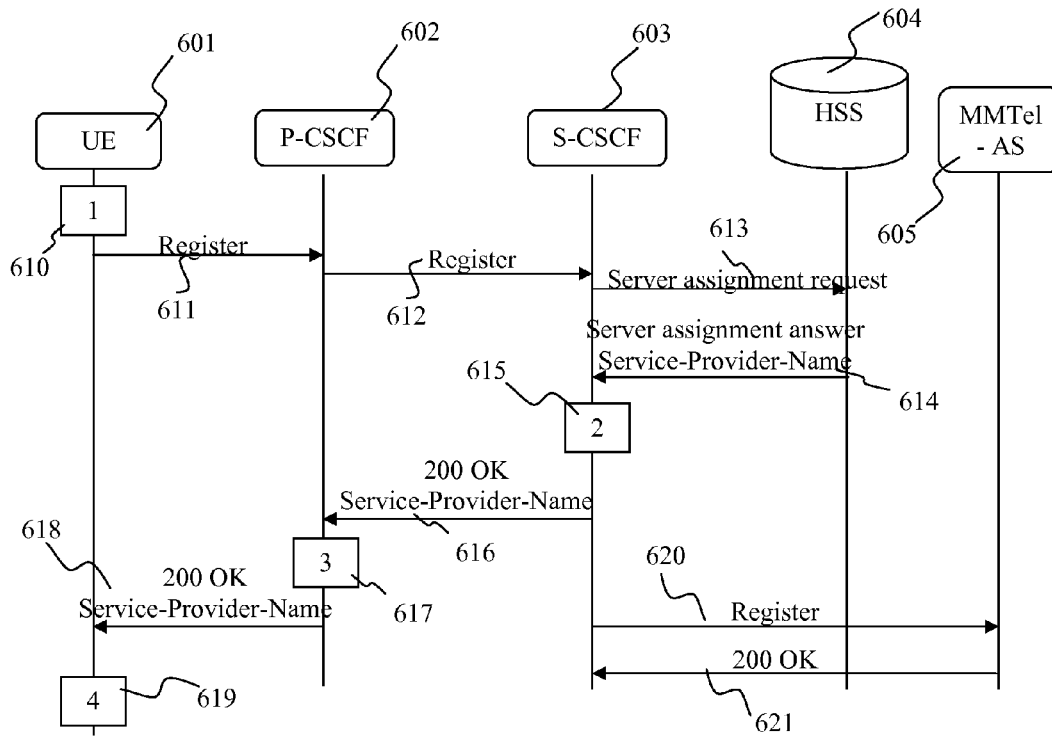 601
602
603
604
UE
P-CSCF
S-CSCF
HSS
MMTel
- AS
1
610
Register
611
Register
612
613
605
Server assignment request
Server assignment answer
Service-Provider-Name
614
615
2
200 OK
Service-Provider-Name
616
3
617
618
200 OK
Service-Provider-Name
620
Register
200 OK
621
4
619